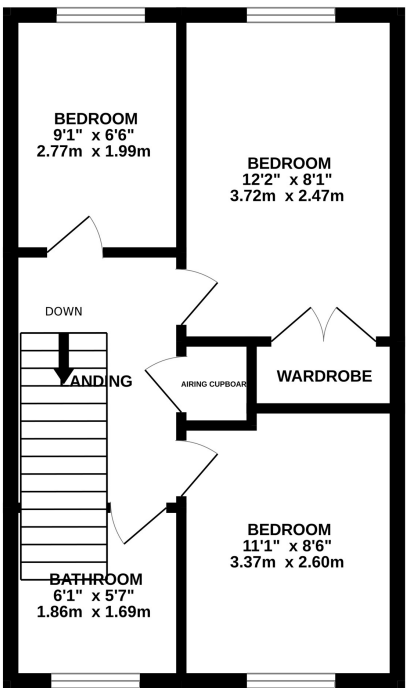 BEDROOM
9'1" x 6'6"
2.77m x 1.99m
BEDROOM
12'2" x 8'1"
3.72m x 2.47m
DOWN
ANDING
AIRING CUPBOAR
WARDROBE
BEDROOM
11'1" x 8'6"
3.37m x 2.60m
BATHROOM
6'1" x 5'7"
1.86m x 1.69m